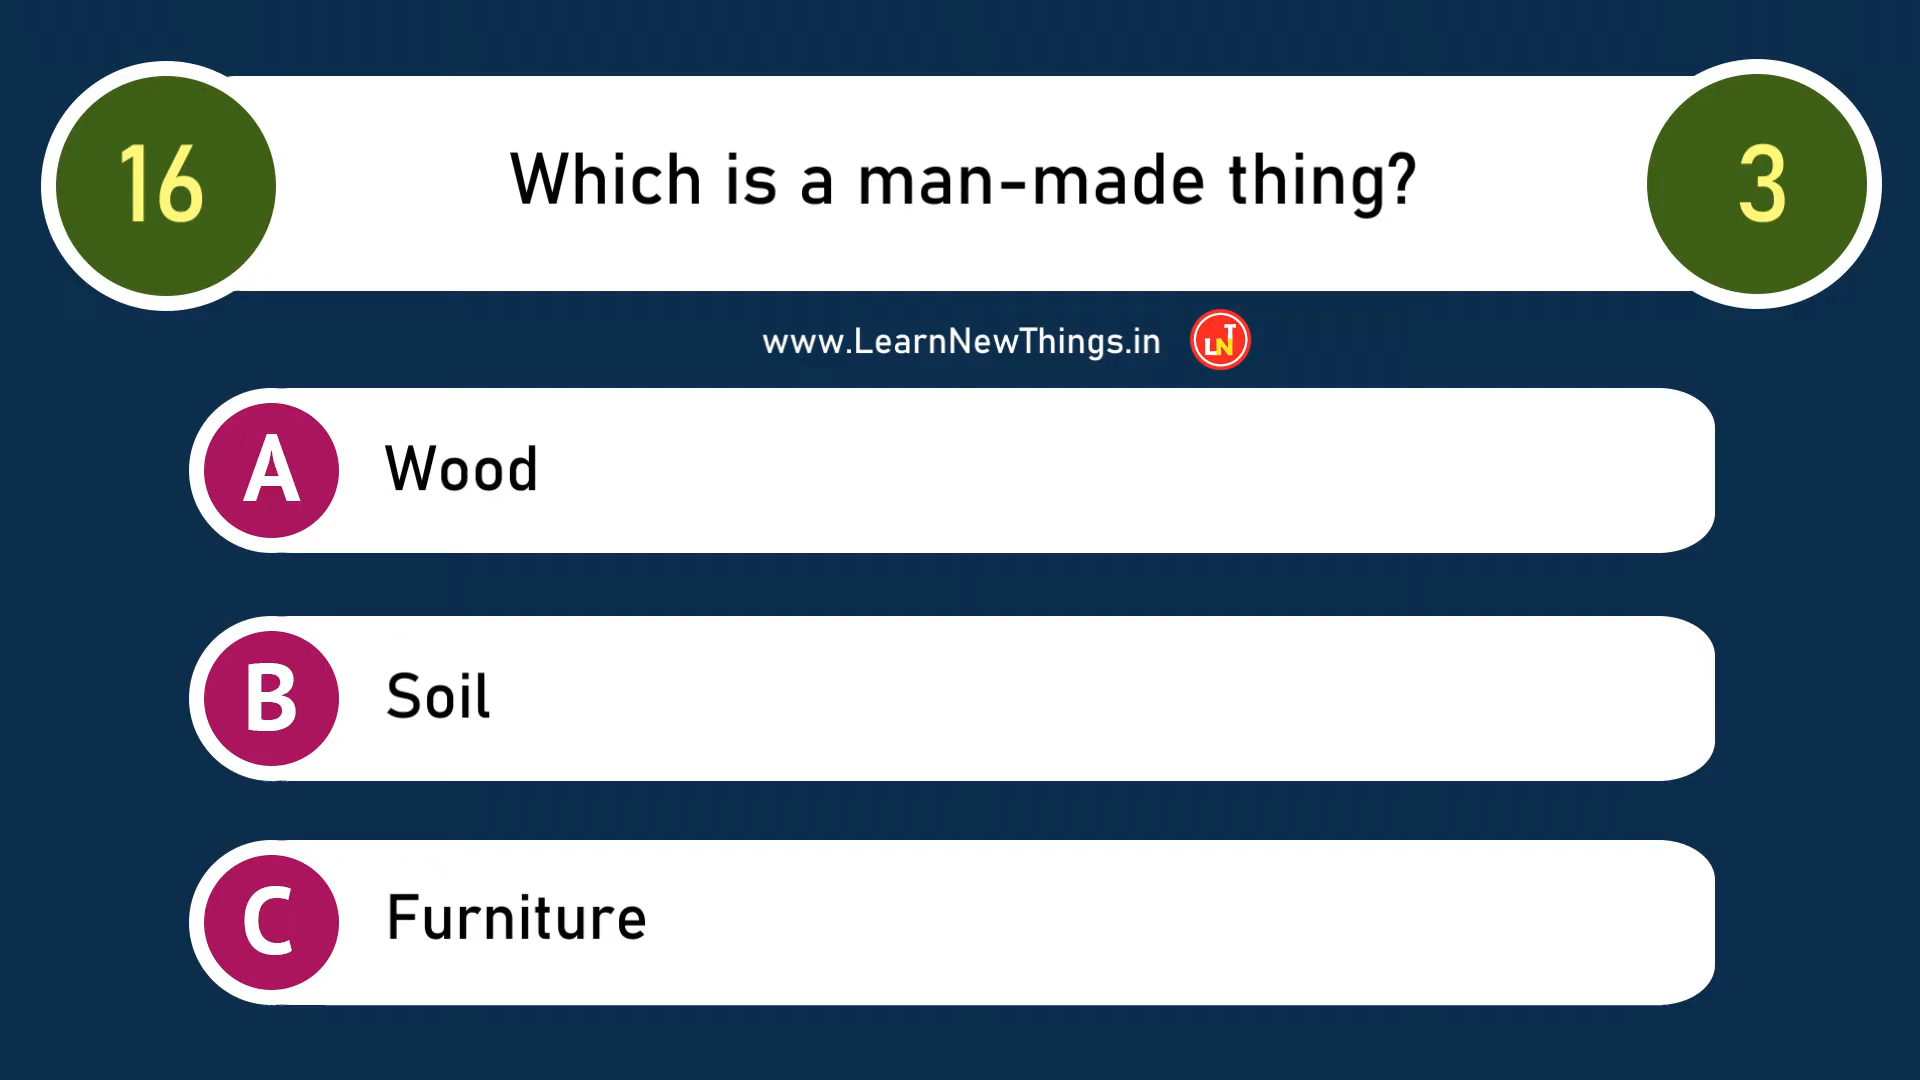 16
Which is a man-made thing?
3
www.LearnNewThings.in
LNT
A
Wood
B
Soil
C
Furniture